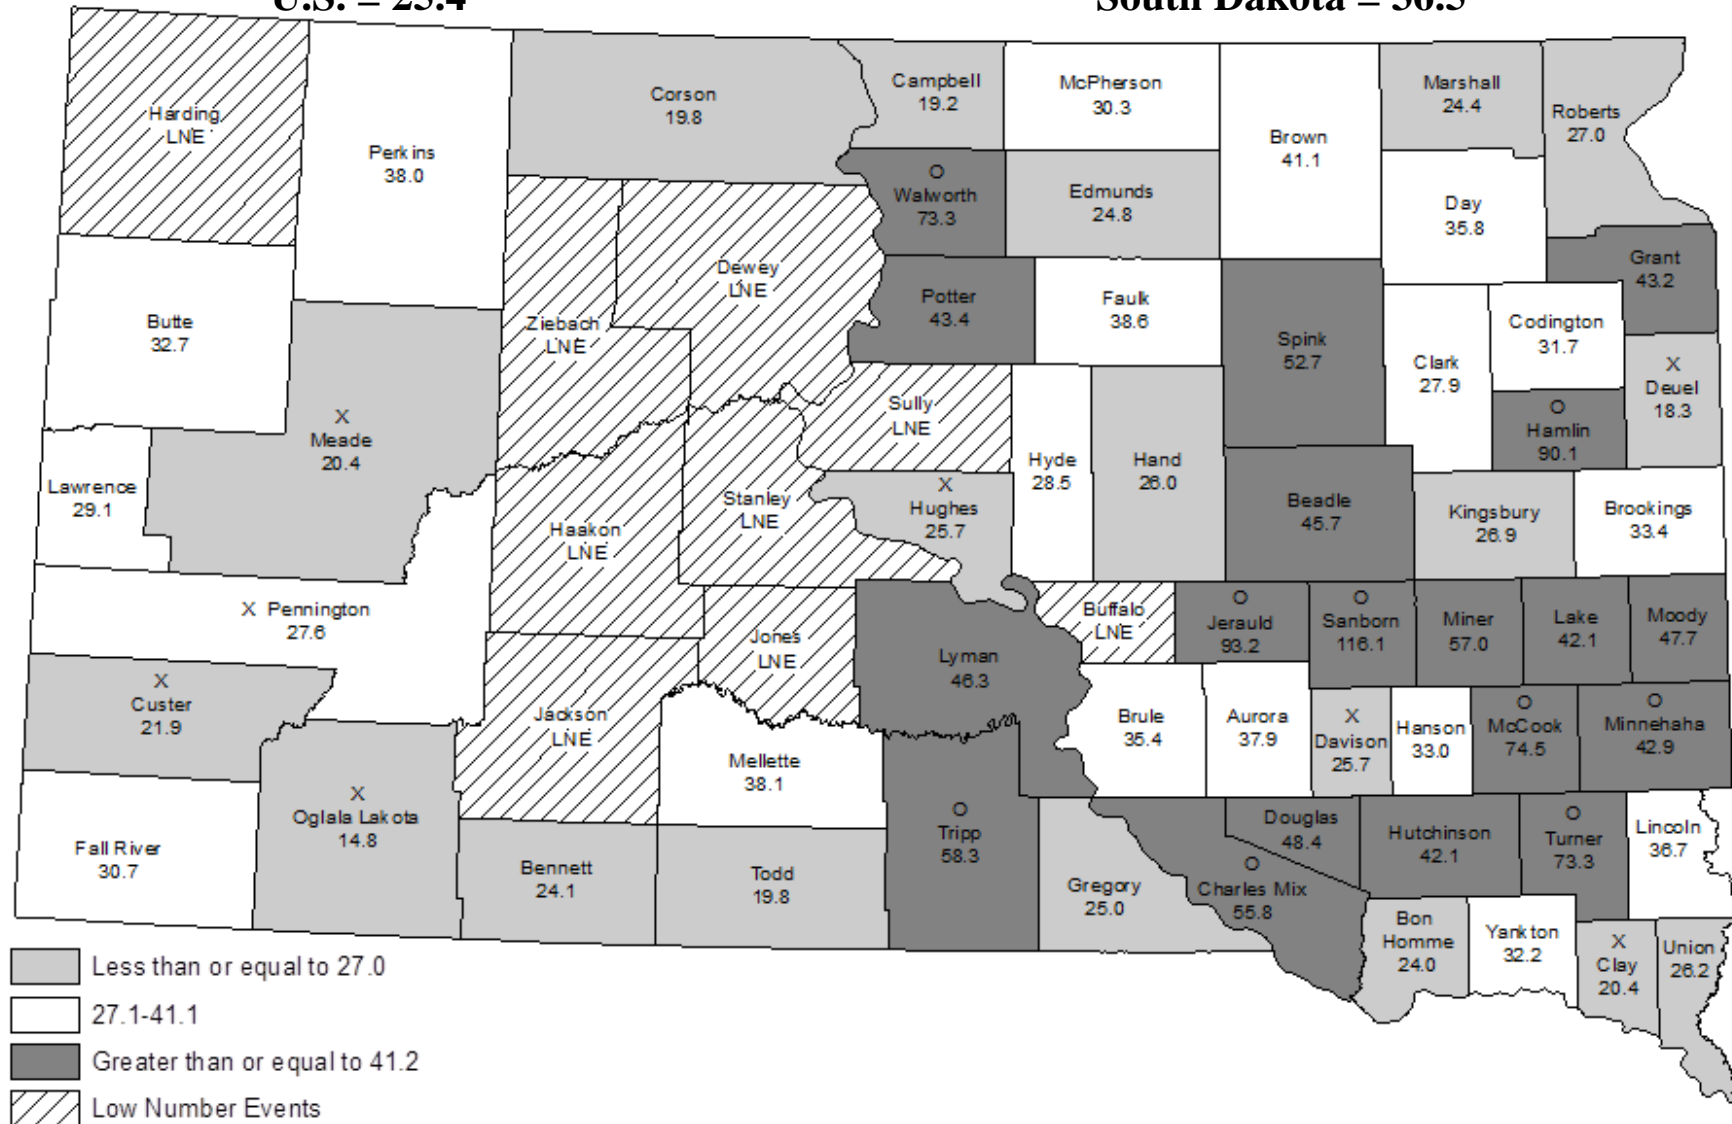 U.S. = 25.4
South Dakota = 36.5
Harding
LNE
Perkins
38.0
Corson
19.8
Campbell
19.2
McPherson
30.3
Brown
41.1
Marshall
24.4
Roberts
27.0
O
Walworth
73.3
Edmunds
24.8
Day
35.8
Grant
43.2
Butte
32.7
Ziebach
LNE
Dewey
LNE
Potter
43.4
Faulk
38.6
Spink
52.7
Clark
27.9
Codington
31.7
X
Deuel
18.3
O
Hamlin
90.1
X
Meade
20.4
Sully
LNE
Lawrence
29.1
Haakon
LNE
Stanley
LNE
X
Hughes
25.7
Hyde
28.5
Hand
26.0
Beadle
45.7
Kingsbury
26.9
Brookings
33.4
X Pennington
27.6
Jones
LNE
Lyman
46.3
Buffalo
LNE
O
Jerauld
93.2
O
Sanborn
116.1
Miner
57.0
Lake
42.1
Moody
47.7
X
Custer
21.9
Jackson
LNE
Mellette
38.1
Brule
35.4
Aurora
37.9
X
Davison
25.7
Hanson
33.0
O
McCook
74.5
O
Minnehaha
42.9
Fall River
30.7
X
Oglala Lakota
14.8
Bennett
24.1
Todd
19.8
O
Tripp
58.3
Gregory
25.0
O
Charles Mix
55.8
Douglas
48.4
Hutchinson
42.1
O
Turner
73.3
Lincoln
36.7
Bon
Homme
24.0
Yankton
32.2
X
Clay
20.4
Union
26.2
Less than or equal to 27.0
27.1-41.1
Greater than or equal to 41.2
Low Number Events